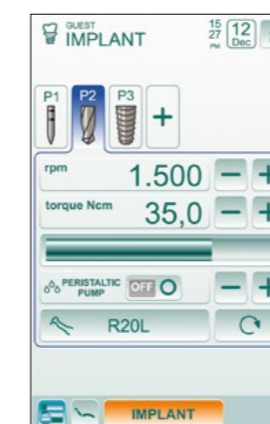 GUEST
IMPLANT
15
27
PM
12
Dec
P1
P2
P3
+
rpm
1.500
− +
torque Ncm
35,0
− +
PERISTALTIC
PUMP
OFF
− +
R20L
IMPLANT